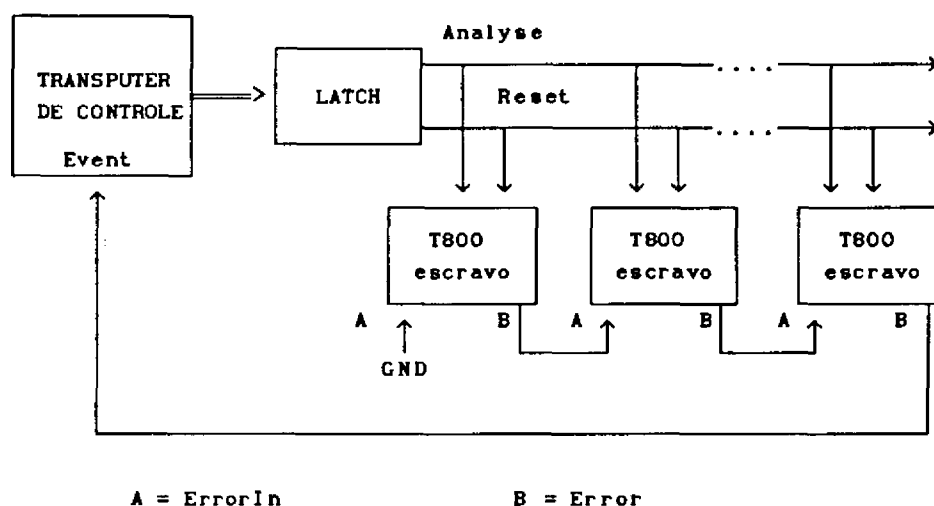 Analyse
TRANSPUTER
DE CONTROLE
Event
LATCH
Reset
....
....
T800
escravo
T800
escravo
T800
escravo
A
B
A
B
A
B
GND
A = ErrorIn
B = Error